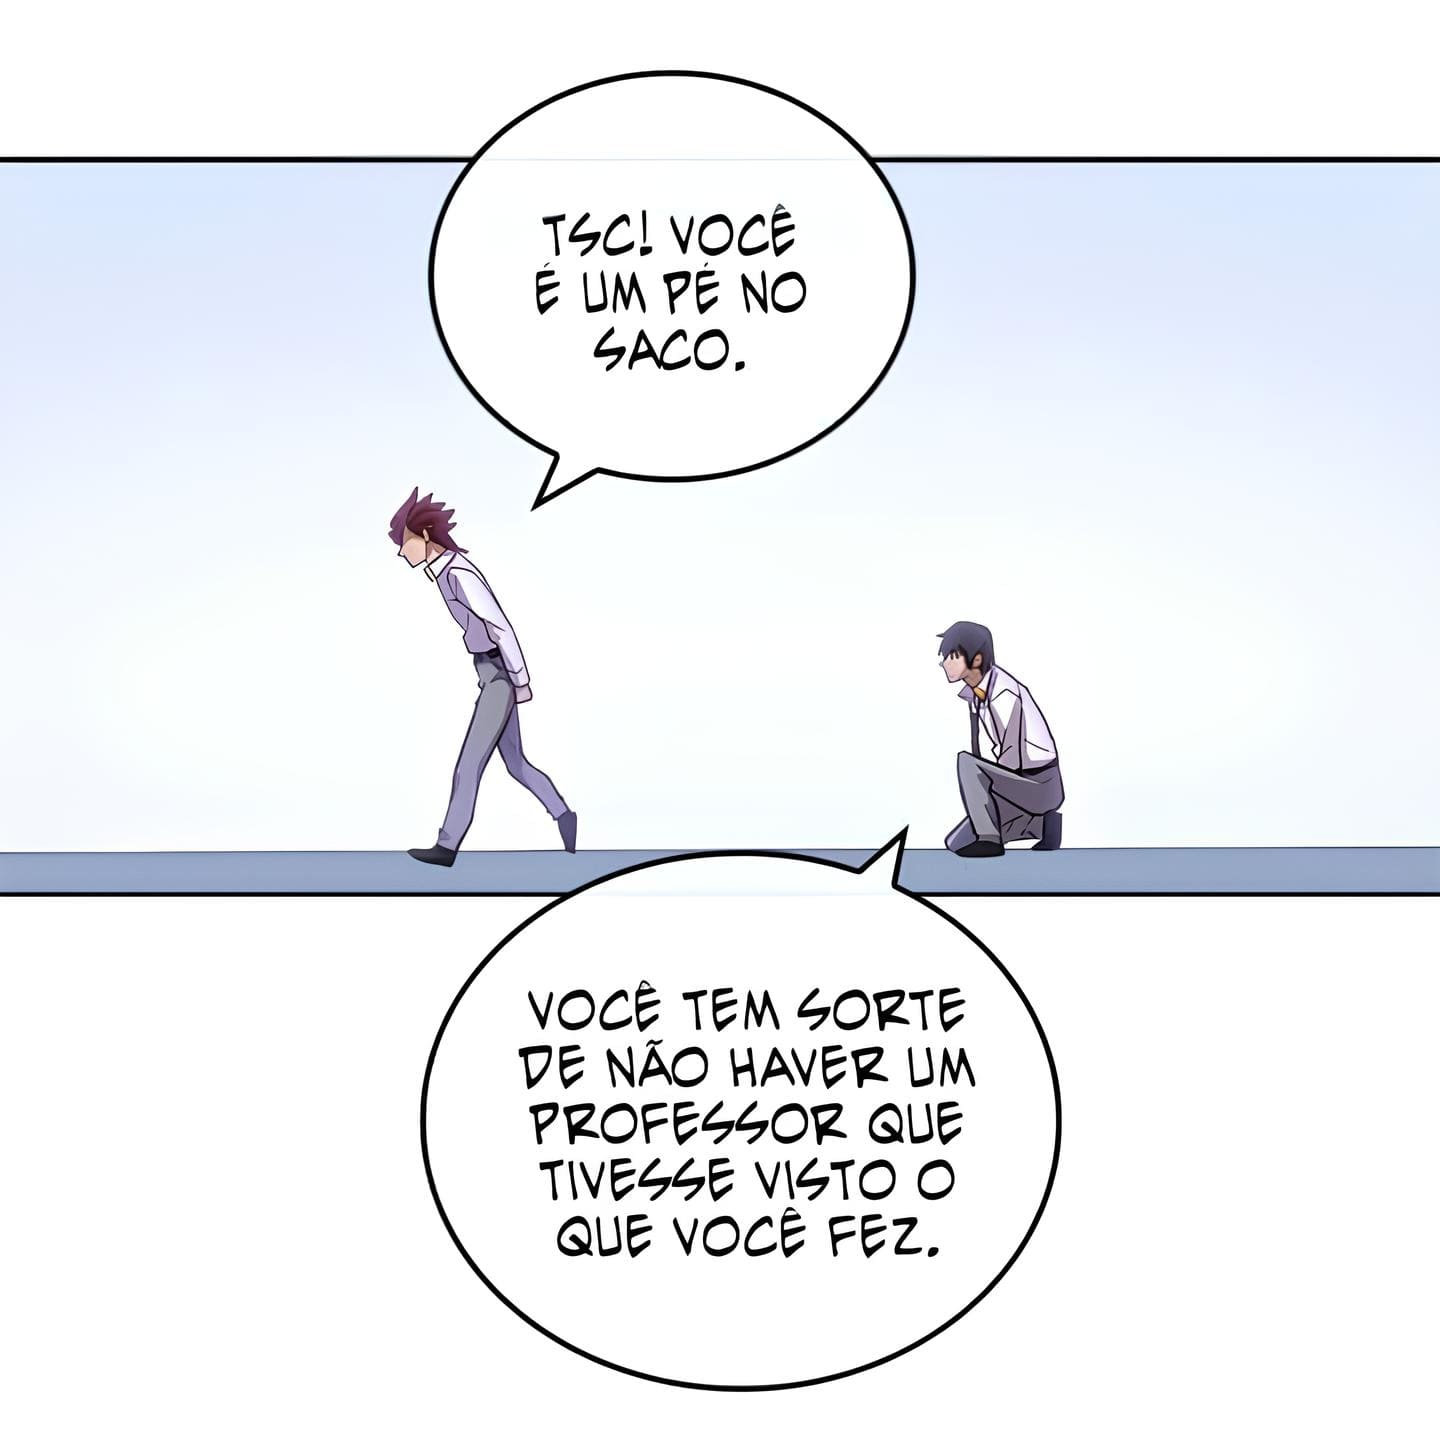 TSC! VOCÊ
É UM PÉ NO
SACO.
VOCÊ TEM SORTE
DE NÃO HAVER UM
PROFESSOR QUE
TIVESSE VISTO O
QUE VOCÊ FEZ.